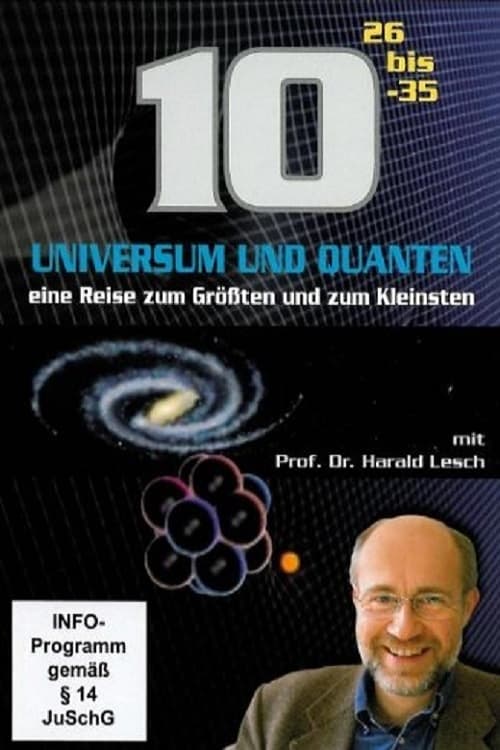 10
26
bis
-35
UNIVERSUM UND QUANTEN
eine Reise zum Größten und zum Kleinsten
mit
Prof. Dr. Harald Lesch
INFO-
Programm
gemäß
§ 14
JuSchG